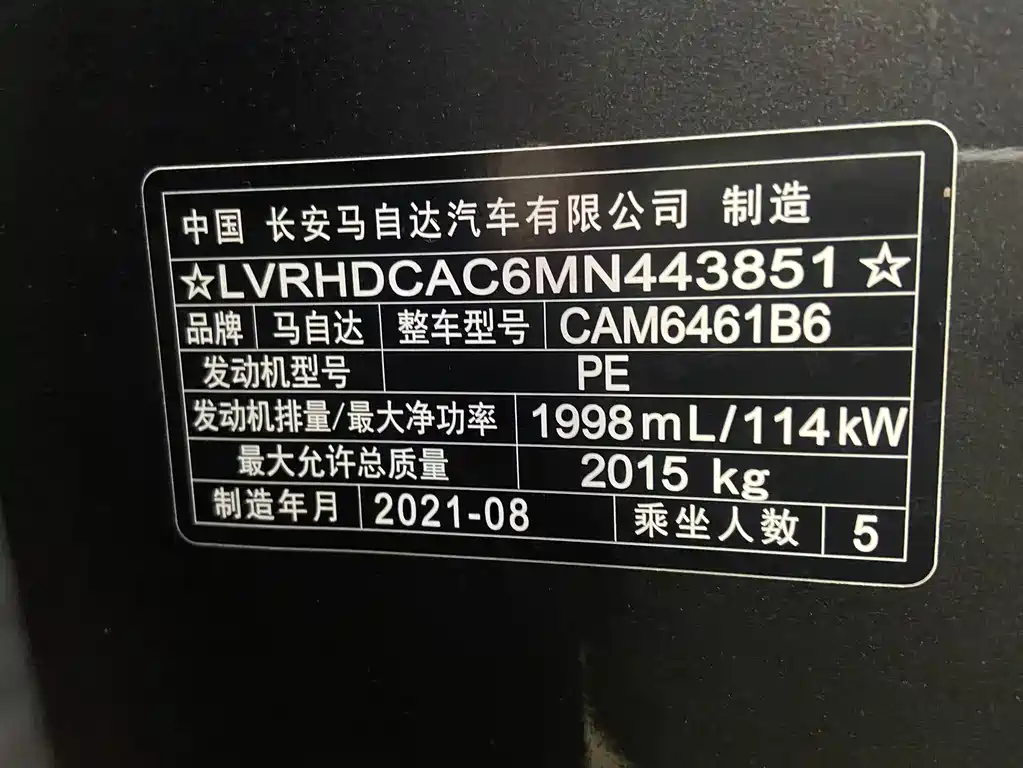 中国 长安马自达汽车有限公司 制造
☆LVRHDCAC6MN443851☆
品牌 马自达 整车型号 CAM6461B6
发动机型号 PE
发动机排量/最大净功率 1998mL/114kW
最大允许总质量 2015 kg
制造年月 2021-08 乘坐人数 5